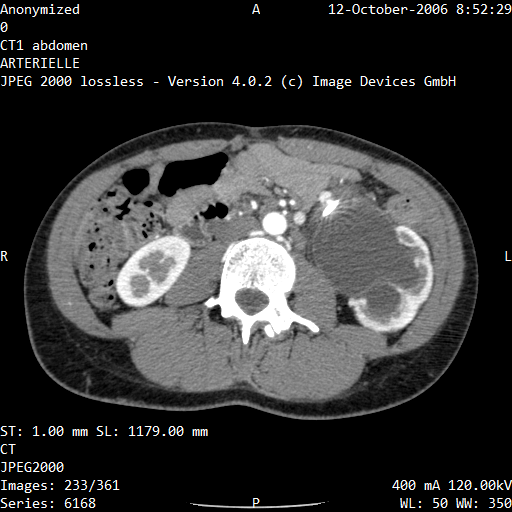 Anonymized A 12-October-2006 8:52:29
0
CT1 abdomen
ARTERIELLE
JPEG 2000 lossless - Version 4.0.2 (c) Image Devices GmbH
R L
ST: 1.00 mm SL: 1179.00 mm
CT
JPEG2000
Images: 233/361 400 mA 120.00kV
Series: 6168 P WL: 50 WW: 350